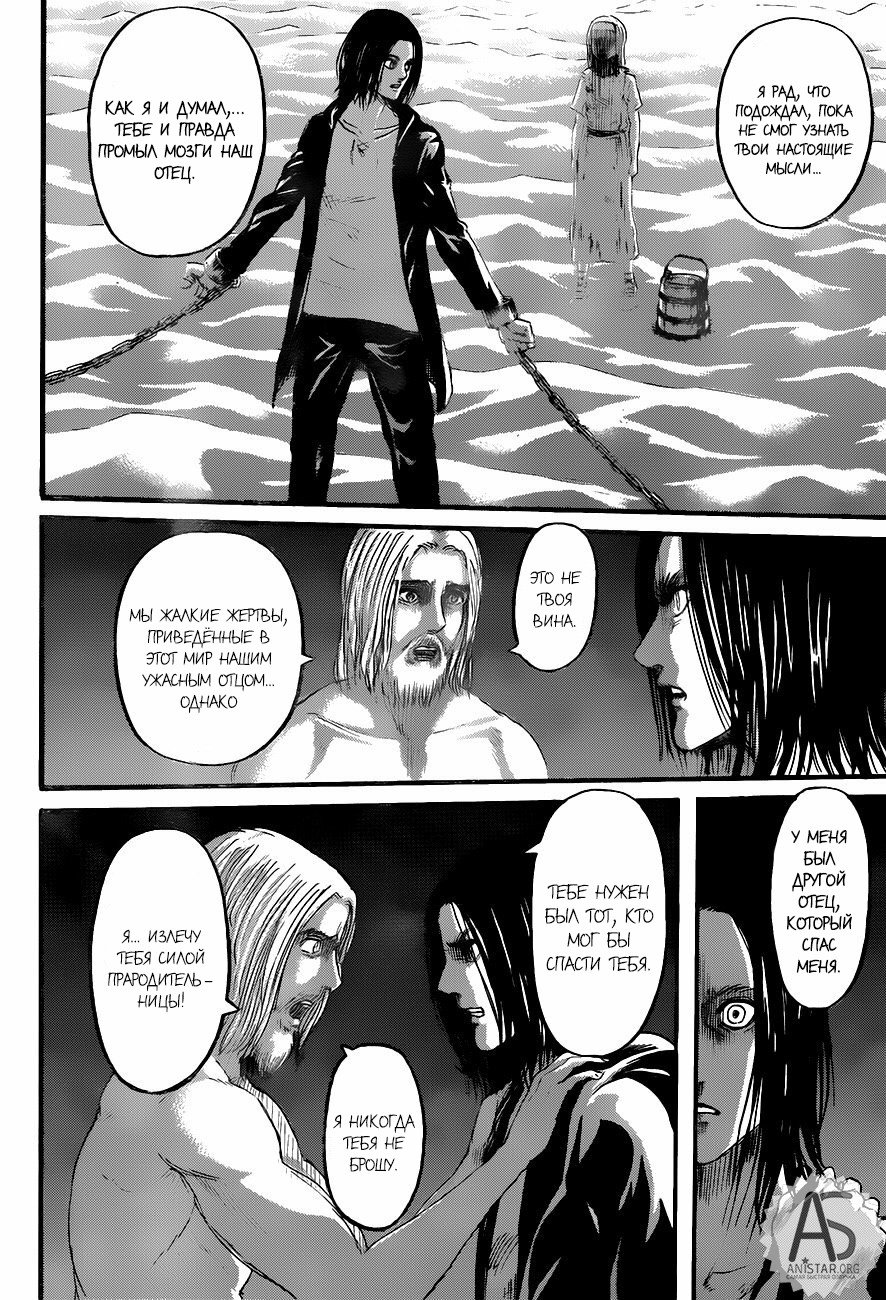 Я РАД, ЧТО
ПОДОЖДАЛ, ПОКА
НЕ СМОГ УЗНАТЬ
ТВОИ НАСТОЯЩИЕ
МЫСЛИ...
КАК Я И ДУМАЛ,...
ТЕБЕ И ПРАВДА
ПРОМЫЛ МОЗГИ НАШ
ОТЕЦ.
ЭТО НЕ
ТВОЯ
ВИНА.
МЫ ЖАЛКИЕ ЖЕРТВЫ,
ПРИВЕДЁННЫЕ В
ЭТОТ МИР НАШИМ
УЖАСНЫМ ОТЦОМ...
ОДНАКО
У МЕНЯ
БЫЛ
ДРУГОЙ
ОТЕЦ,
КОТОРЫЙ
СПАС
МЕНЯ.
ТЕБЕ НУЖЕН
БЫЛ ТОТ, КТО
МОГ БЫ
СПАСТИ ТЕБЯ.
Я НИКОГДА
ТЕБЯ НЕ
БРОШУ.
Я... ИЗЛЕЧУ
ТЕБЯ СИЛОЙ
ПРАРОДИТЕЛЬ-
НИЦЫ!
AS
ANISTAR.ORG
САМАЯ БЫСТРАЯ ОЗВУЧКА